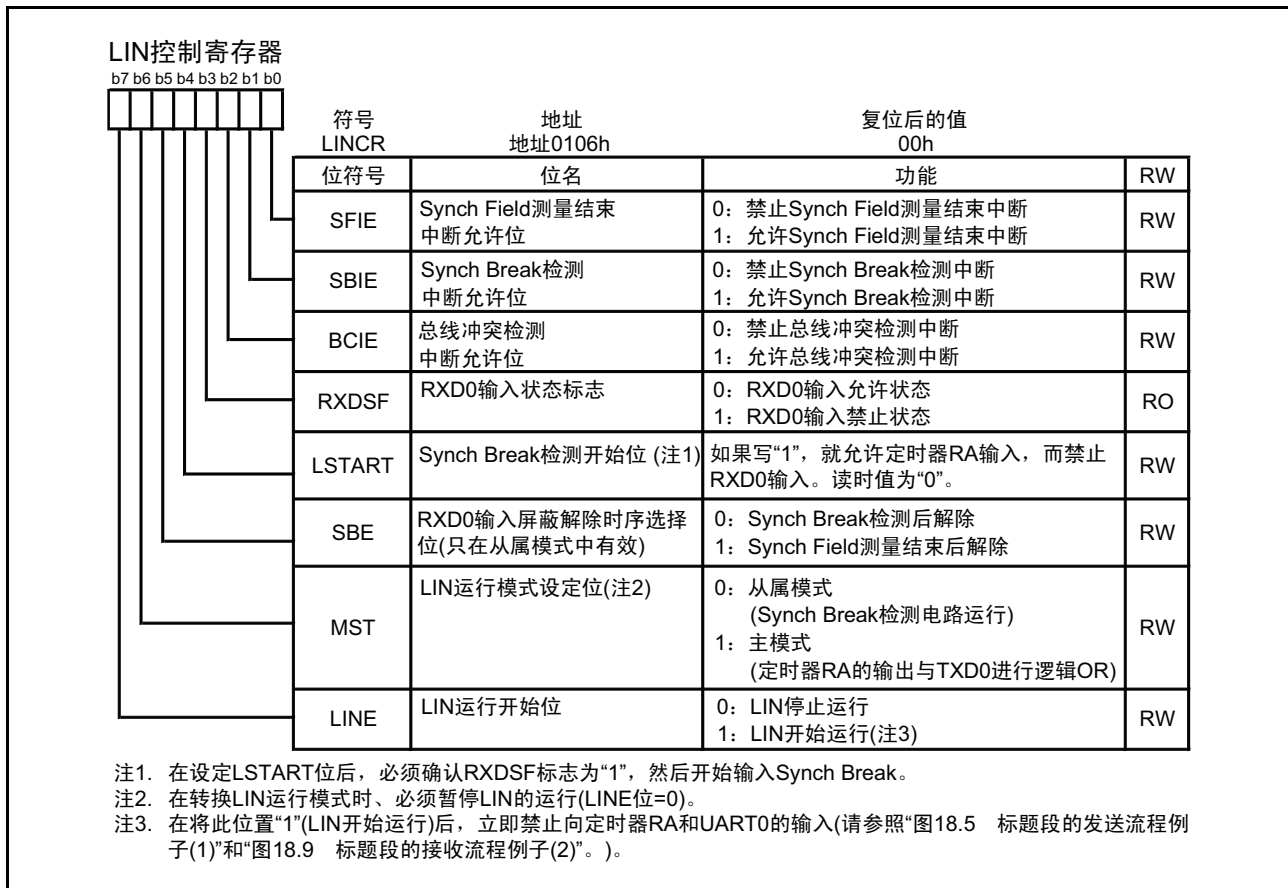 LIN控制寄存器
b7 b6 b5 b4 b3 b2 b1 b0
符号 地址 复位后的值
LINCR 地址0106h 00h
位符号 位名 功能 RW
SFIE Synch Field测量结束 0：禁止Synch Field测量结束中断 RW
中断允许位 1：允许Synch Field测量结束中断
SBIE Synch Break检测 0：禁止Synch Break检测中断 RW
中断允许位 1：允许Synch Break检测中断
BCIE 总线冲突检测 0：禁止总线冲突检测中断 RW
中断允许位 1：允许总线冲突检测中断
RXDSF RXD0输入状态标志 0：RXD0输入允许状态 RO
1：RXD0输入禁止状态
LSTART Synch Break检测开始位 (注1) 如果写“1”，就允许定时器RA输入，而禁止 RW
RXD0输入。读时值为“0”。
SBE RXD0输入屏蔽解除时序选择 0：Synch Break检测后解除 RW
位(只在从属模式中有效) 1：Synch Field测量结束后解除
MST LIN运行模式设定位(注2) 0：从属模式 RW
(Synch Break检测电路运行)
1：主模式
(定时器RA的输出与TXD0进行逻辑OR)
LINE LIN运行开始位 0：LIN停止运行 RW
1：LIN开始运行(注3)
注1. 在设定LSTART位后，必须确认RXDSF标志为“1”，然后开始输入Synch Break。
注2. 在转换LIN运行模式时、必须暂停LIN的运行(LINE位=0)。
注3. 在将此位置“1”(LIN开始运行)后，立即禁止向定时器RA和UART0的输入(请参照“图18.5 标题段的发送流程例
子(1)”和“图18.9 标题段的接收流程例子(2)”。)。